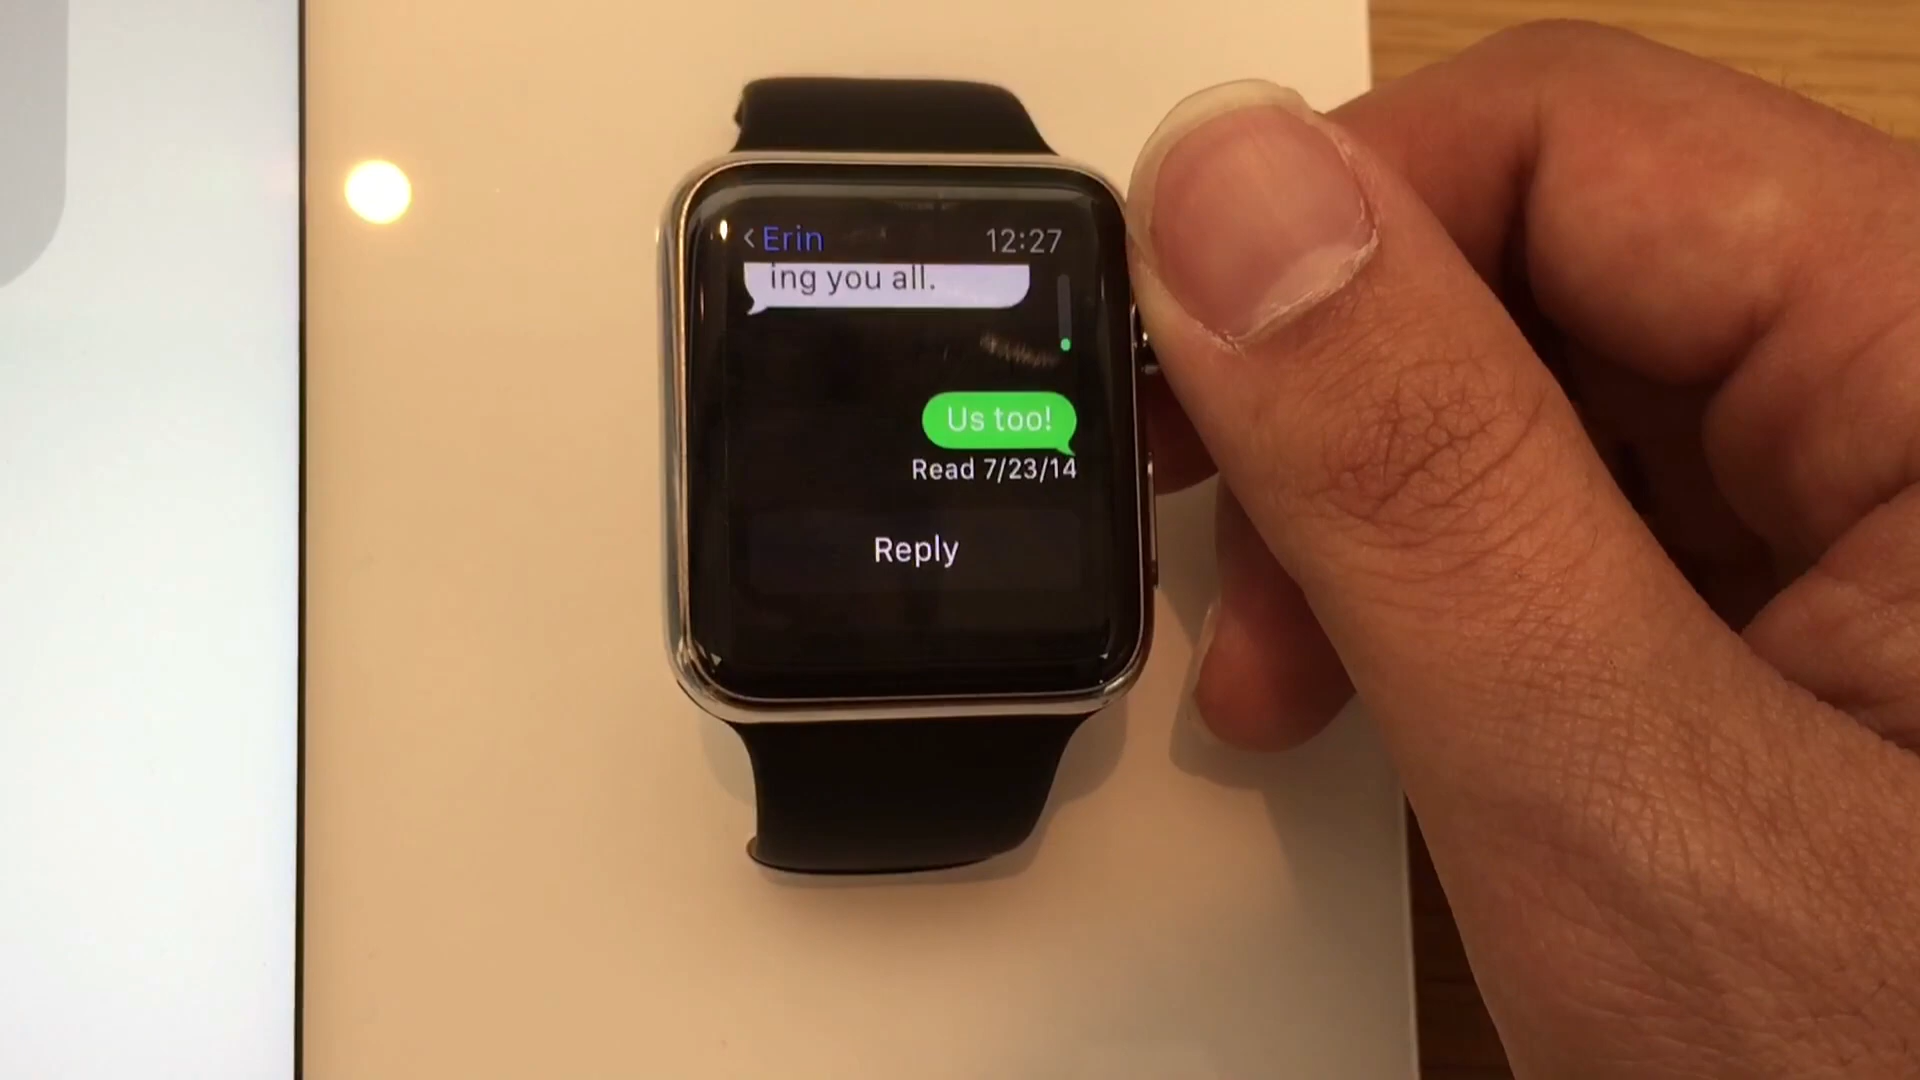 < Erin 12:27
ing you all.
Us too!
Read 7/23/14
Reply